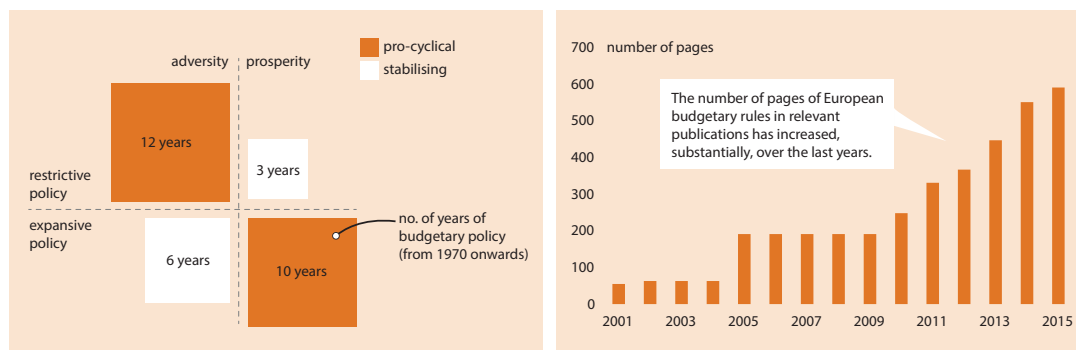 adversity
prosperity
pro-cyclical
stabilising
12 years
3 years
restrictive
policy
expansive
policy
6 years
10 years
no. of years of
budgetary policy
(from 1970 onwards)
700 number of pages
600
500
400
300
200
100
0
The number of pages of European
budgetary rules in relevant
publications has increased,
substantially, over the last years.
2001 2003 2005 2007 2009 2011 2013 2015